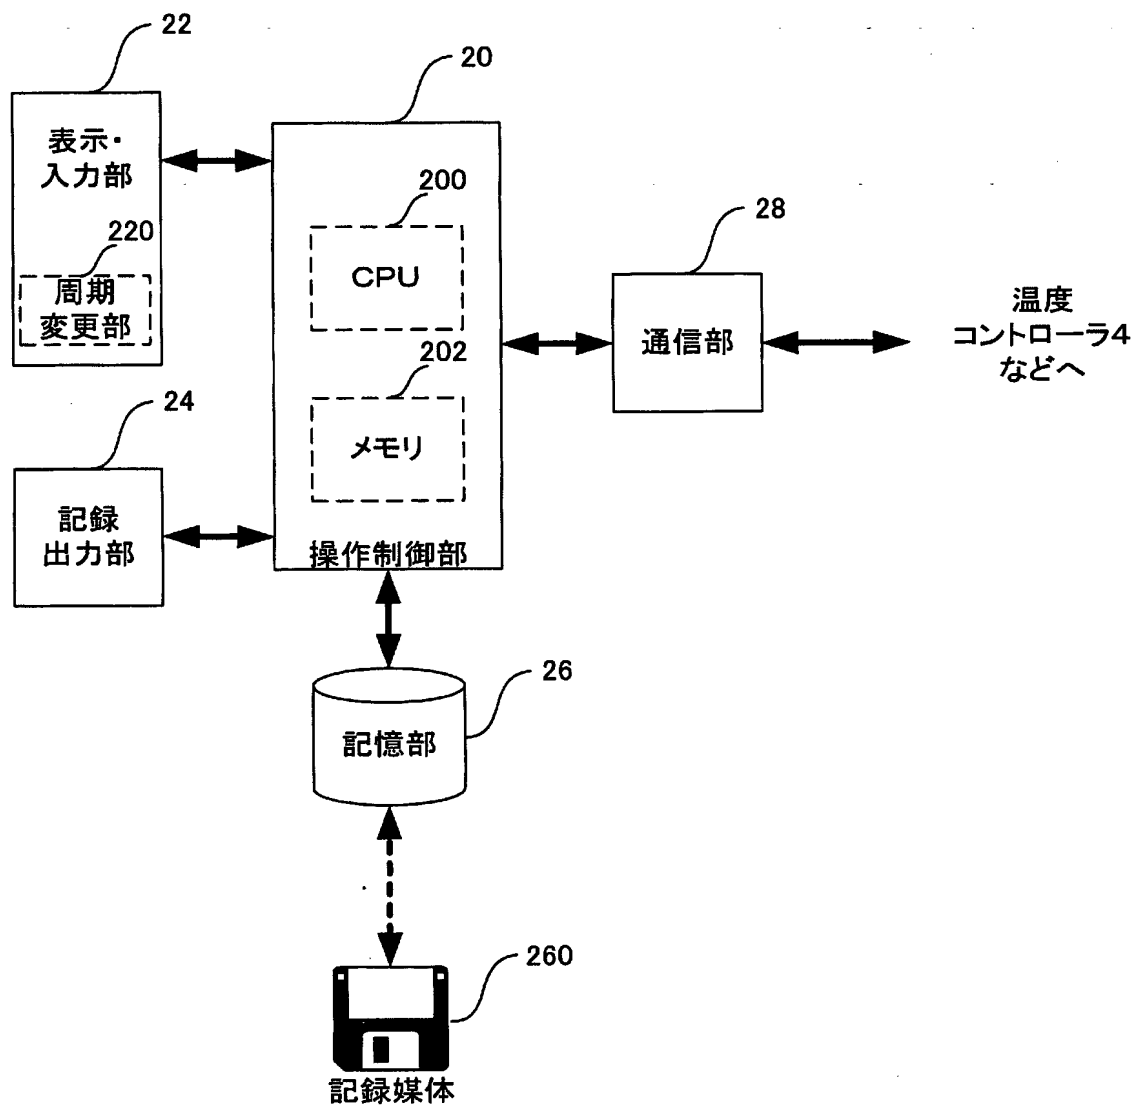 22
20
表示・
入力部
200
28
220
CPU
周期
変更部
温度
コントローラ4
などへ
通信部
202
24
メモリ
記録
出力部
操作制御部
26
記憶部
260
記録媒体